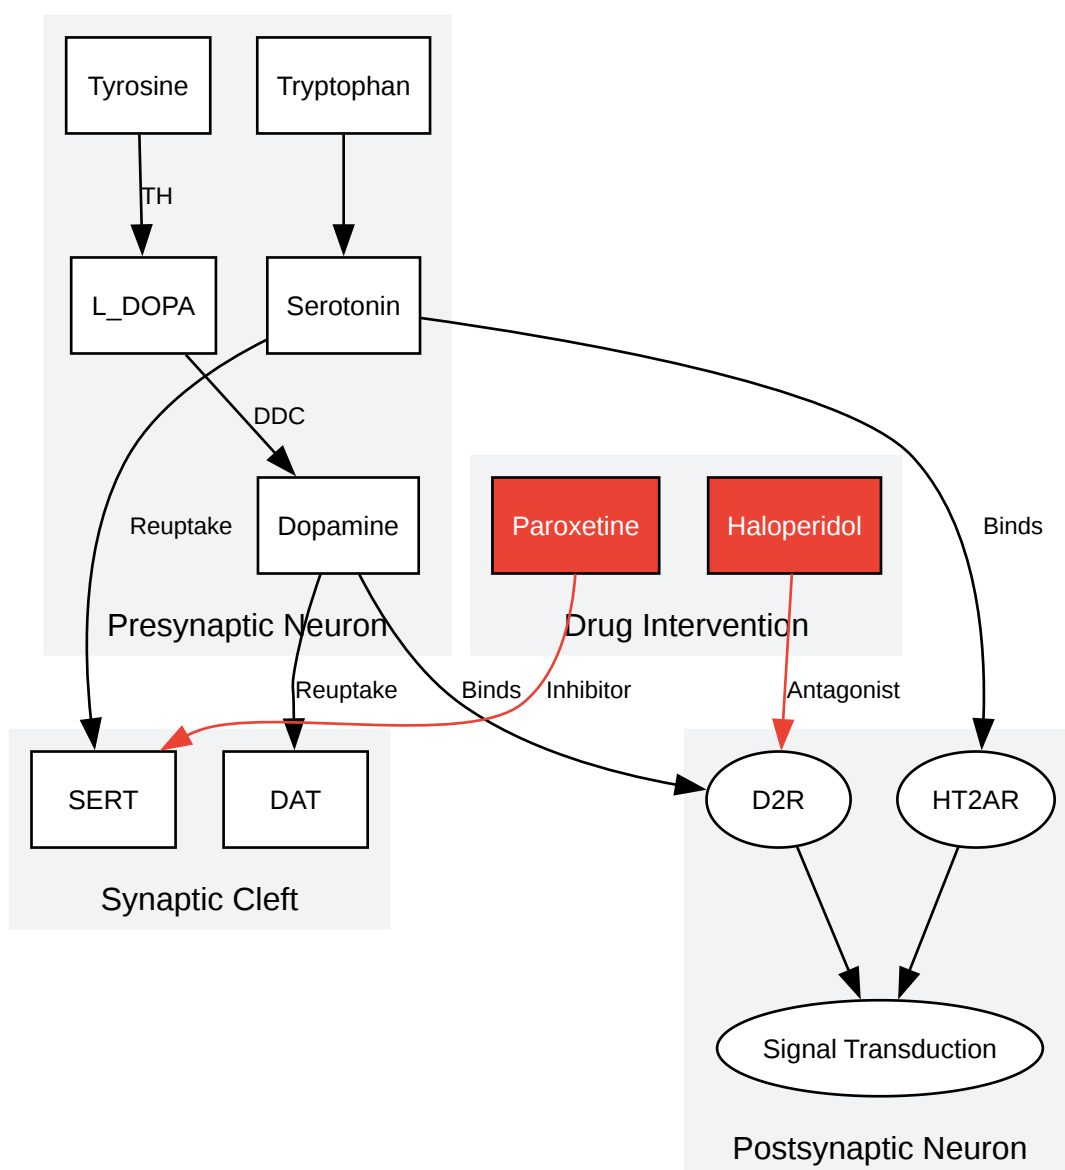 Tyrosine
Tryptophan
TH
L_DOPA
Serotonin
DDC
Reuptake
Dopamine
Paroxetine
Haloperidol
Binds
Presynaptic Neuron
Drug Intervention
Reuptake
Binds
Inhibitor
Antagonist
SERT
DAT
D2R
HT2AR
Synaptic Cleft
Signal Transduction
Postsynaptic Neuron